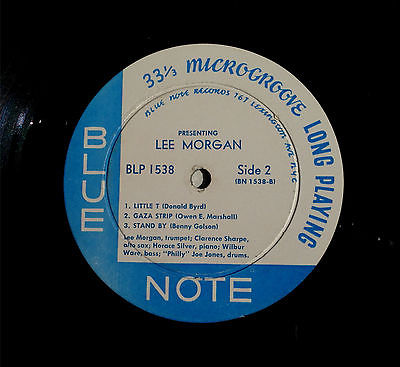 33⅓ MICROGROOVE LONG PLAYING
BLUE NOTE RECORDS 767 LEXINGTON AVE NYC
BLUE
PRESENTING
LEE MORGAN
BLP 1538
Side 2
(BN 1538-B)
1. LITTLE T (Donald Byrd)
2. GAZA STRIP (Owen E. Marshall)
3. STAND BY (Benny Golson)
Lee Morgan, trumpet; Clarence Sharpe,
alto sax; Horace Silver, piano; Wilbur
Ware, bass; "Philly" Joe Jones, drums.
NOTE